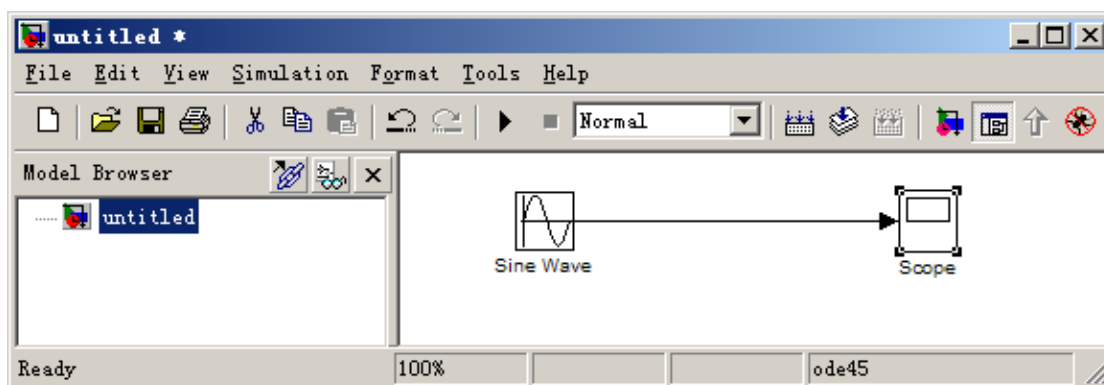 untitled *
File Edit View Simulation Format Tools Help
Normal
Model Browser
untitled
Sine Wave
Scope
Ready 100% ode45